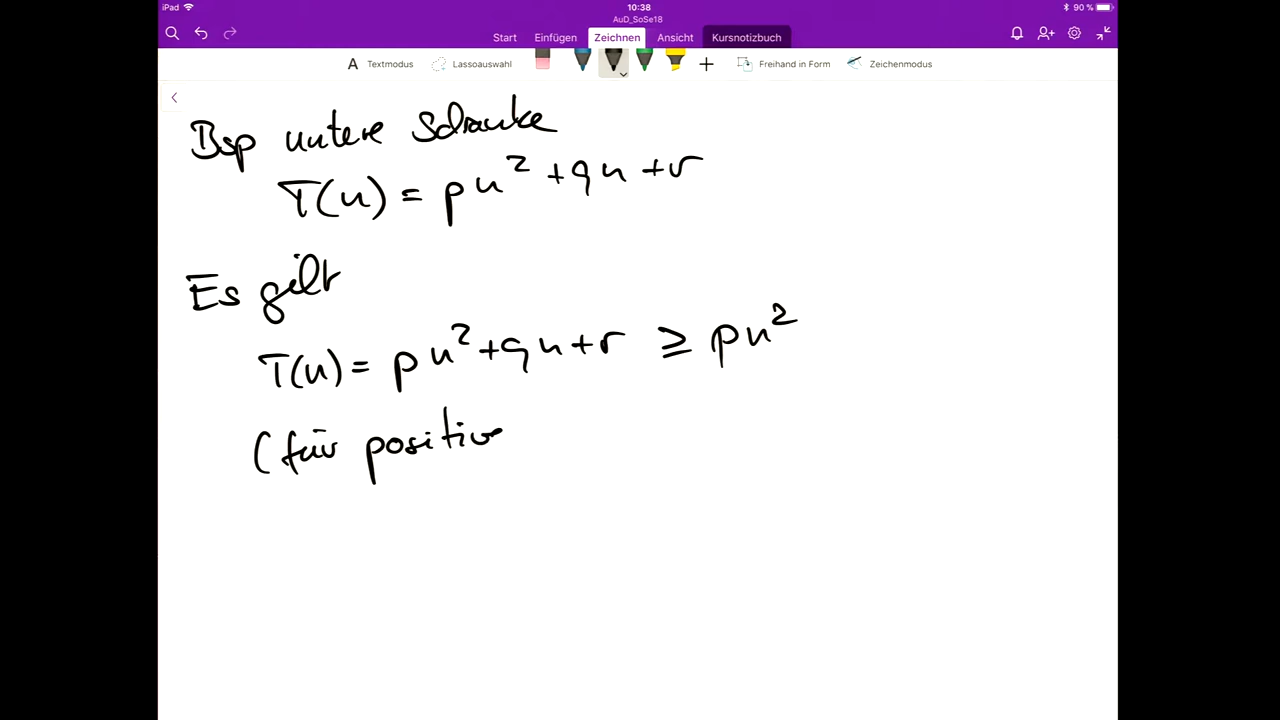 iPad 10:38 90 %
AuD_SoSe18
Start Einfügen Zeichnen Ansicht Kursnotizbuch
A Textmodus Lassoauswahl Freihand in Form Zeichenmodus
Bsp untere Schranke
T(n) = pn² + qn + r
Es gilt
T(n) = pn² + qn + r ≥ pn²
(für positive